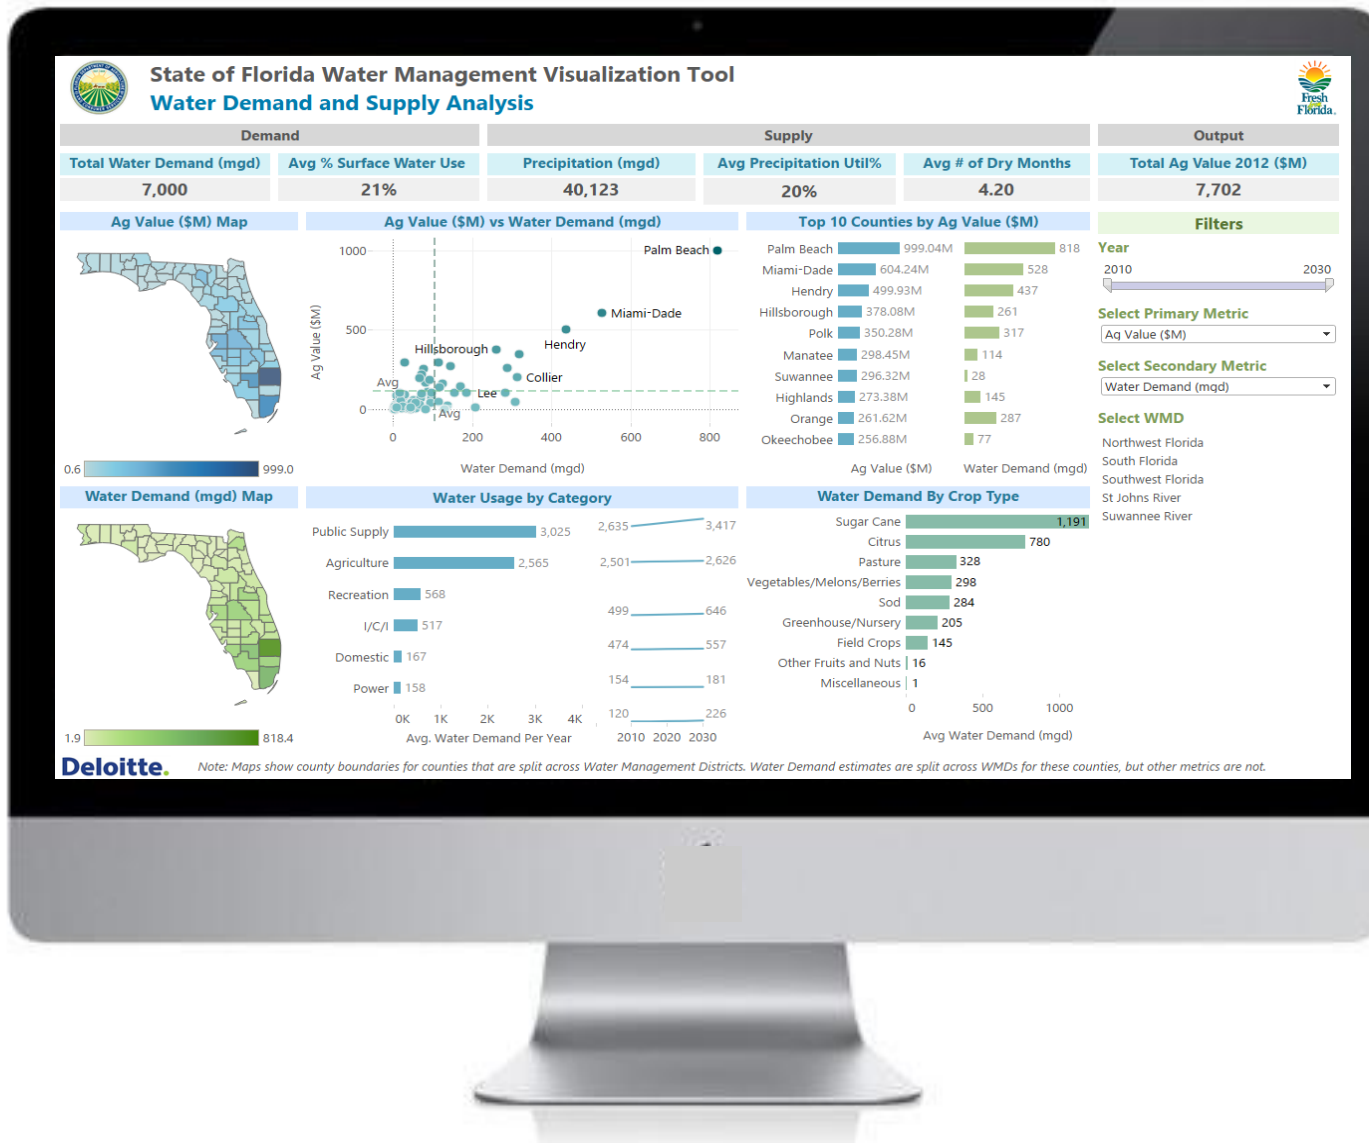 State of Florida Water Management Visualization Tool
Water Demand and Supply Analysis
Fresh
Florida.
Demand
Supply
Output
Total Water Demand (mgd)
Avg % Surface Water Use
Precipitation (mgd)
Avg Precipitation Util%
Avg # of Dry Months
Total Ag Value 2012 ($M)
7,000
21%
40,123
20%
4.20
7,702
Ag Value ($M) Map
0.6
999.0
Ag Value ($M) vs Water Demand (mgd)
1000
500
0
Ag Value ($M)
Palm Beach
Miami-Dade
Hendry
Hillsborough
Collier
Avg
Lee
Avg
0 200 400 600 800
Water Demand (mgd)
Top 10 Counties by Ag Value ($M)
Palm Beach 999.04M 818
Miami-Dade 604.24M 528
Hendry 499.93M 437
Hillsborough 378.08M 261
Polk 350.28M 317
Manatee 298.45M 114
Suwannee 296.32M 28
Highlands 273.38M 145
Orange 261.62M 287
Okeechobee 256.88M 77
Ag Value ($M) Water Demand (mgd)
Filters
Year
2010 2030
Select Primary Metric
Ag Value ($M)
Select Secondary Metric
Water Demand (mgd)
Select WMD
Northwest Florida
South Florida
Southwest Florida
St Johns River
Suwannee River
Water Demand (mgd) Map
1.9
818.4
Water Usage by Category
Public Supply 3,025 2,635 3,417
Agriculture 2,565 2,501 2,626
Recreation 568 499 646
I/C/I 517 474 557
Domestic 167 154 181
Power 158 120 226
0K 1K 2K 3K 4K 2010 2020 2030
Avg. Water Demand Per Year
Water Demand By Crop Type
Sugar Cane 1,191
Citrus 780
Pasture 328
Vegetables/Melons/Berries 298
Sod 284
Greenhouse/Nursery 205
Field Crops 145
Other Fruits and Nuts 16
Miscellaneous 1
0 500 1000
Avg Water Demand (mgd)
Deloitte.
Note: Maps show county boundaries for counties that are split across Water Management Districts. Water Demand estimates are split across WMDs for these counties, but other metrics are not.